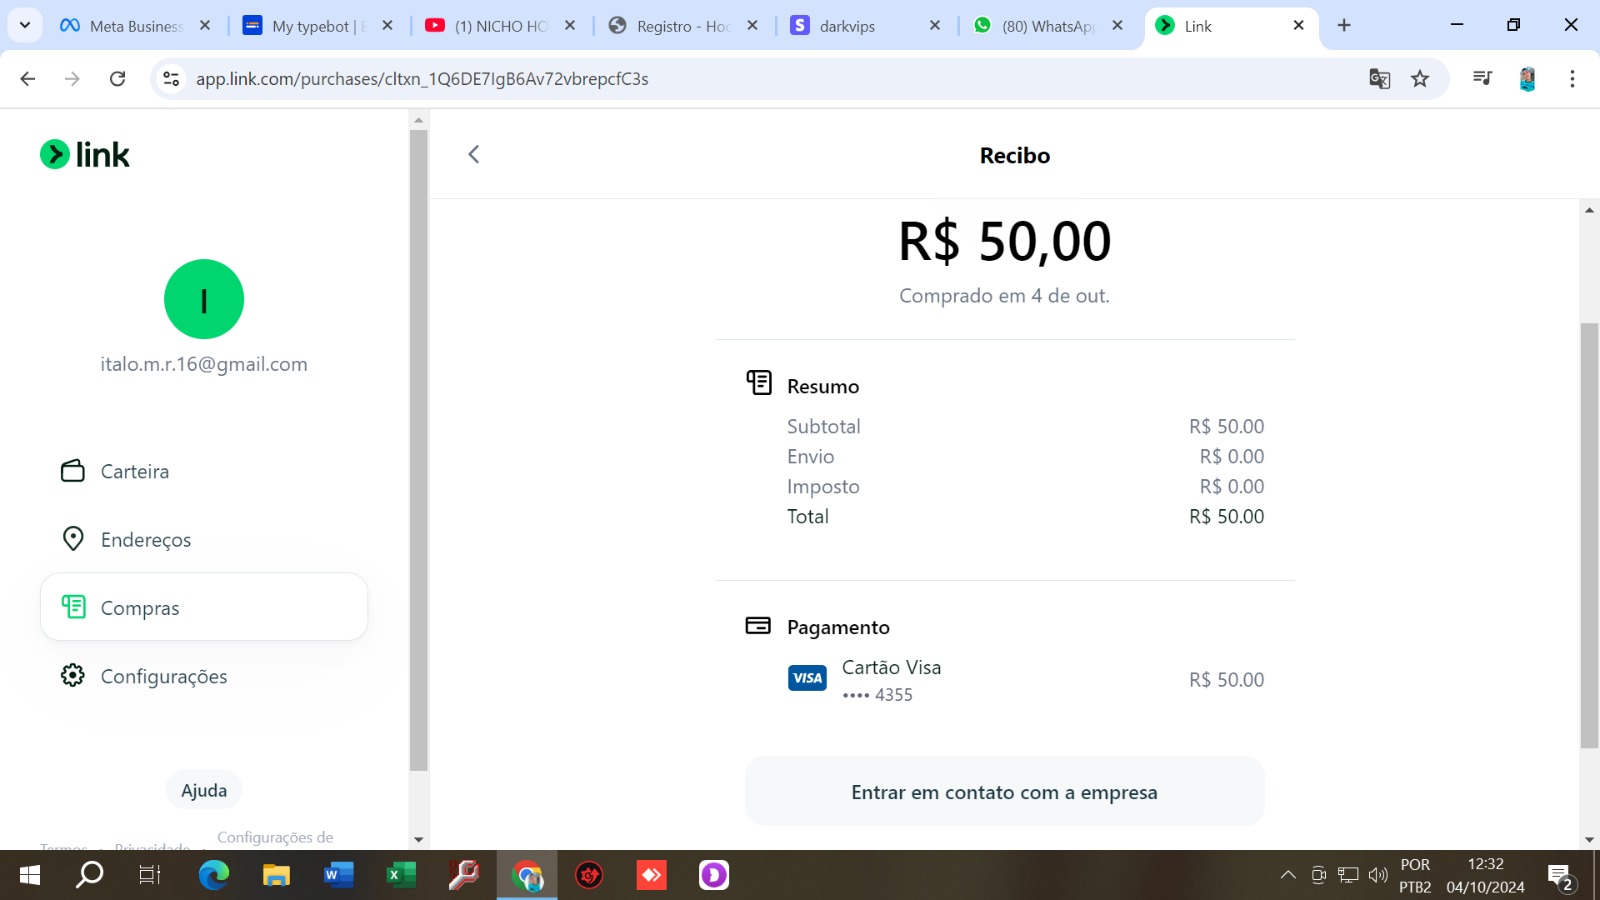 Meta Business
My typebot |
(1) NICHO HO
Registro - Hoo
darkvips
(80) WhatsApp
Link
app.link.com/purchases/cltxn_1Q6DE7IgB6Av72vbrepcfC3s
link
I
italo.m.r.16@gmail.com
Carteira
Endereços
Compras
Configurações
Ajuda
Termos · Privacidade · Configurações de
Recibo
R$ 50,00
Comprado em 4 de out.
Resumo
Subtotal R$ 50.00
Envio R$ 0.00
Imposto R$ 0.00
Total R$ 50.00
Pagamento
VISA
Cartão Visa
•••• 4355
R$ 50.00
Entrar em contato com a empresa
POR
PTB2
12:32
04/10/2024
2